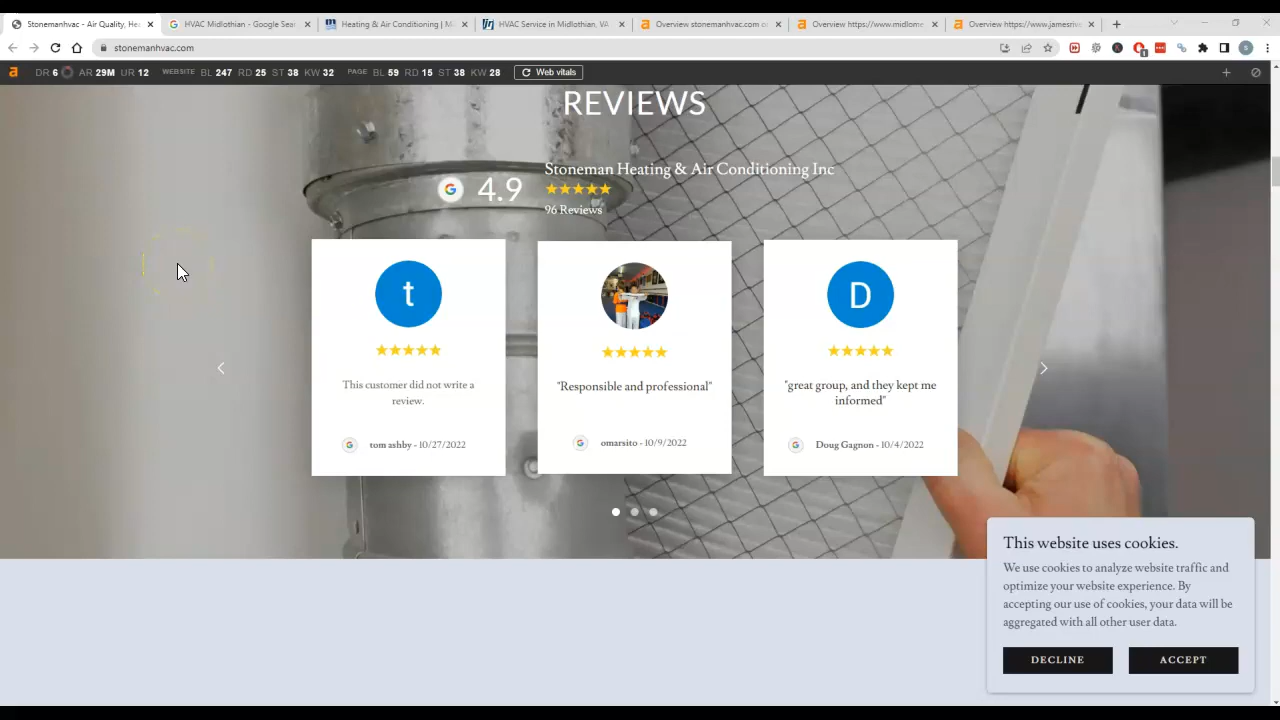 Stonemanhvac - Air Quality, Hea
HVAC Midlothian - Google Sear
Heating & Air Conditioning | M
HVAC Service in Midlothian, VA
Overview stonemanhvac.com
Overview https://www.midlome
Overview https://www.jamesrive
stonemanhvac.com
DR 6 AR 29M UR 12 WEBSITE BL 247 RD 25 ST 38 KW 32 PAGE BL 59 RD 15 ST 38 KW 28 Web vitals
REVIEWS
Stoneman Heating & Air Conditioning Inc
4.9
96 Reviews
t
This customer did not write a
review.
tom ashby - 10/27/2022
"Responsible and professional"
omarsito - 10/9/2022
D
"great group, and they kept me
informed"
Doug Gagnon - 10/4/2022
This website uses cookies.
We use cookies to analyze website traffic and
optimize your website experience. By
accepting our use of cookies, your data will be
aggregated with all other user data.
DECLINE
ACCEPT